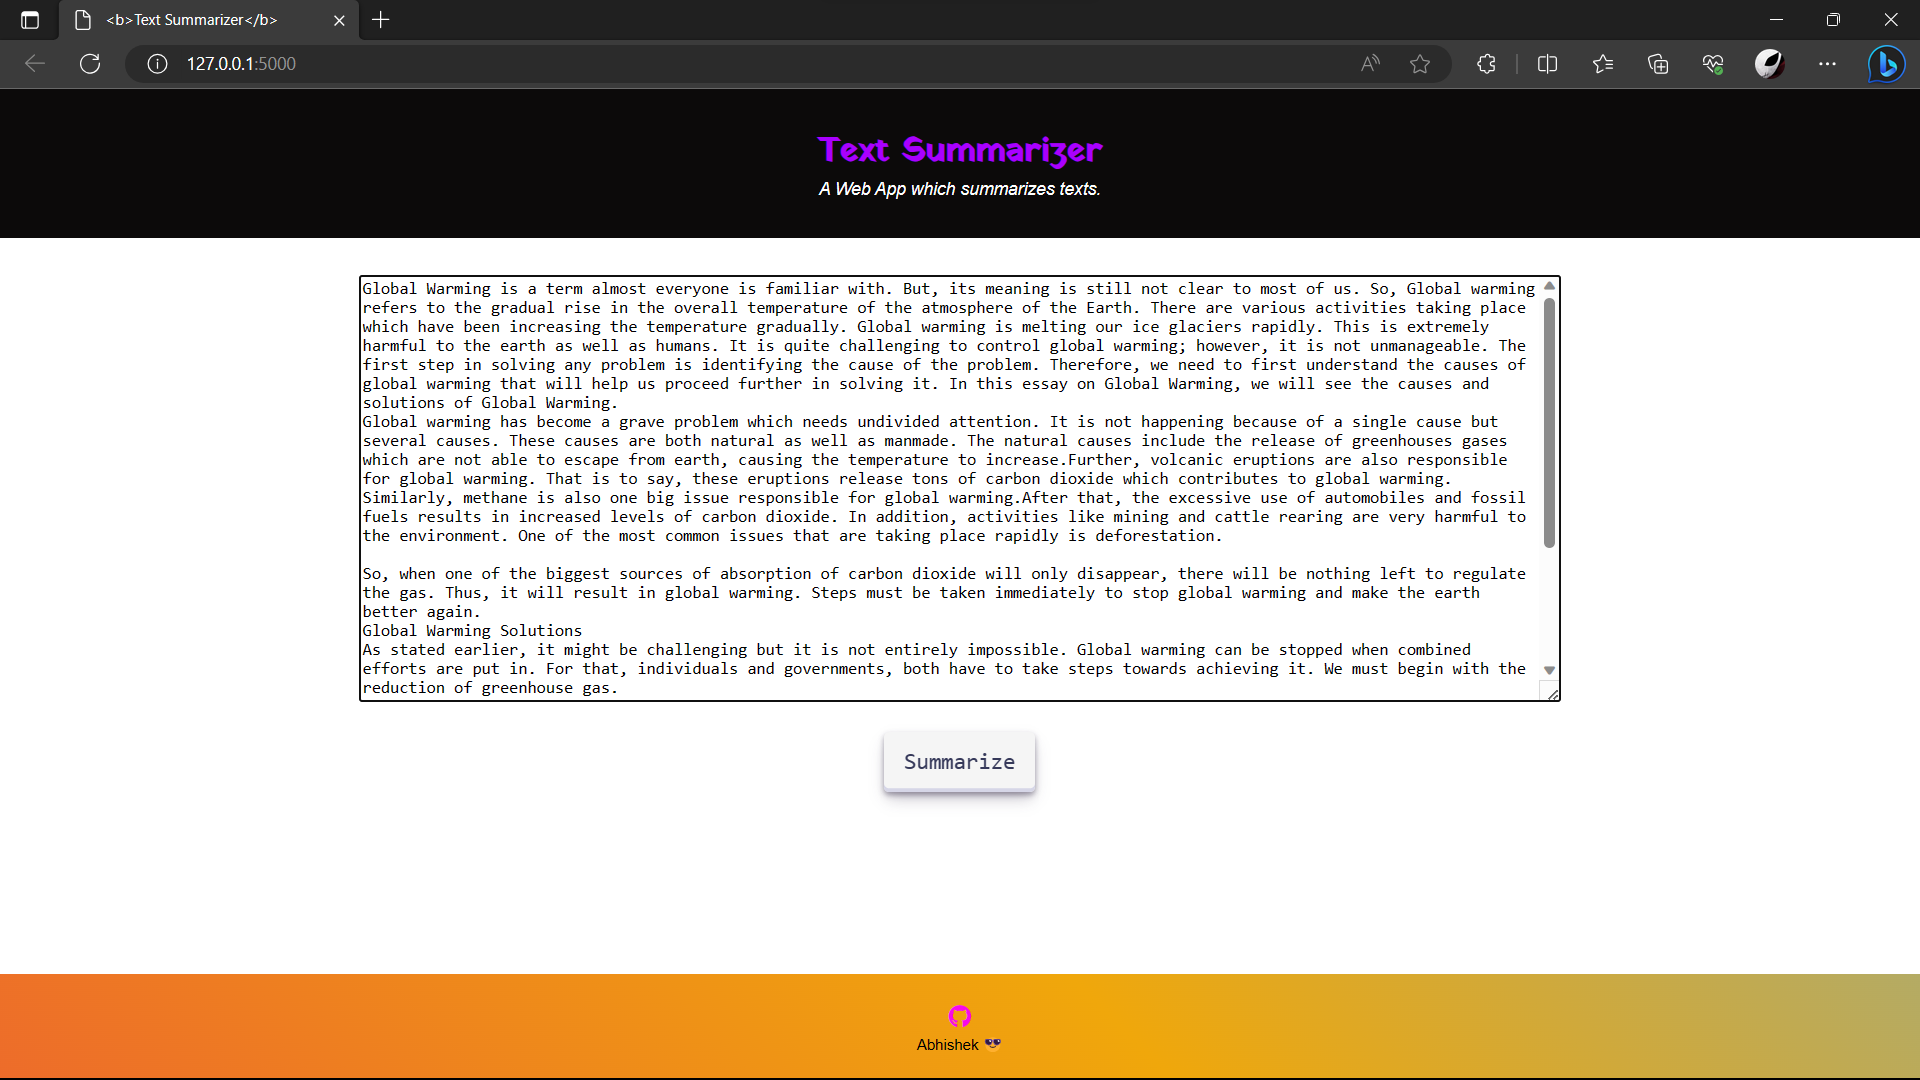 <b>Text Summarizer</b>
127.0.0.1:5000
Text Summarizer
A Web App which summarizes texts.
Global Warming is a term almost everyone is familiar with. But, its meaning is still not clear to most of us. So, Global warming
refers to the gradual rise in the overall temperature of the atmosphere of the Earth. There are various activities taking place
which have been increasing the temperature gradually. Global warming is melting our ice glaciers rapidly. This is extremely
harmful to the earth as well as humans. It is quite challenging to control global warming; however, it is not unmanageable. The
first step in solving any problem is identifying the cause of the problem. Therefore, we need to first understand the causes of
global warming that will help us proceed further in solving it. In this essay on Global Warming, we will see the causes and
solutions of Global Warming.
Global warming has become a grave problem which needs undivided attention. It is not happening because of a single cause but
several causes. These causes are both natural as well as manmade. The natural causes include the release of greenhouses gases
which are not able to escape from earth, causing the temperature to increase.Further, volcanic eruptions are also responsible
for global warming. That is to say, these eruptions release tons of carbon dioxide which contributes to global warming.
Similarly, methane is also one big issue responsible for global warming.After that, the excessive use of automobiles and fossil
fuels results in increased levels of carbon dioxide. In addition, activities like mining and cattle rearing are very harmful to
the environment. One of the most common issues that are taking place rapidly is deforestation.
So, when one of the biggest sources of absorption of carbon dioxide will only disappear, there will be nothing left to regulate
the gas. Thus, it will result in global warming. Steps must be taken immediately to stop global warming and make the earth
better again.
Global Warming Solutions
As stated earlier, it might be challenging but it is not entirely impossible. Global warming can be stopped when combined
efforts are put in. For that, individuals and governments, both have to take steps towards achieving it. We must begin with the
reduction of greenhouse gas.
Summarize
Abhishek 😎